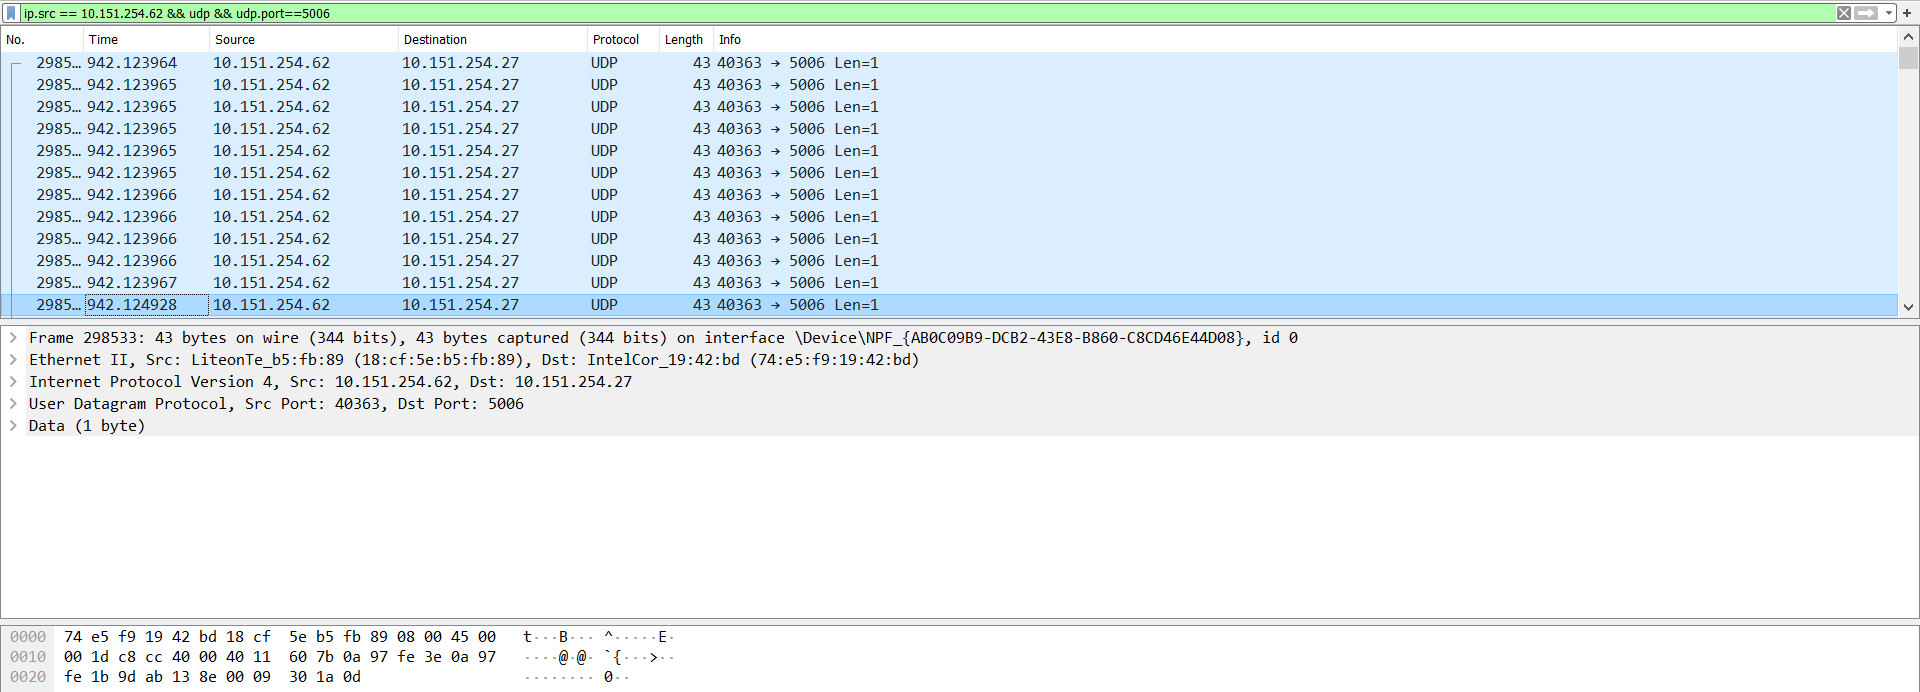 ip.src == 10.151.254.62 && udp && udp.port==5006
No. Time Source Destination Protocol Length Info
2985… 942.123964 10.151.254.62 10.151.254.27 UDP 43 40363 → 5006 Len=1
2985… 942.123965 10.151.254.62 10.151.254.27 UDP 43 40363 → 5006 Len=1
2985… 942.123965 10.151.254.62 10.151.254.27 UDP 43 40363 → 5006 Len=1
2985… 942.123965 10.151.254.62 10.151.254.27 UDP 43 40363 → 5006 Len=1
2985… 942.123965 10.151.254.62 10.151.254.27 UDP 43 40363 → 5006 Len=1
2985… 942.123965 10.151.254.62 10.151.254.27 UDP 43 40363 → 5006 Len=1
2985… 942.123966 10.151.254.62 10.151.254.27 UDP 43 40363 → 5006 Len=1
2985… 942.123966 10.151.254.62 10.151.254.27 UDP 43 40363 → 5006 Len=1
2985… 942.123966 10.151.254.62 10.151.254.27 UDP 43 40363 → 5006 Len=1
2985… 942.123966 10.151.254.62 10.151.254.27 UDP 43 40363 → 5006 Len=1
2985… 942.123967 10.151.254.62 10.151.254.27 UDP 43 40363 → 5006 Len=1
2985… 942.124928 10.151.254.62 10.151.254.27 UDP 43 40363 → 5006 Len=1
Frame 298533: 43 bytes on wire (344 bits), 43 bytes captured (344 bits) on interface \Device\NPF_{AB0C09B9-DCB2-43E8-B860-C8CD46E44D08}, id 0
Ethernet II, Src: LiteonTe_b5:fb:89 (18:cf:5e:b5:fb:89), Dst: IntelCor_19:42:bd (74:e5:f9:19:42:bd)
Internet Protocol Version 4, Src: 10.151.254.62, Dst: 10.151.254.27
User Datagram Protocol, Src Port: 40363, Dst Port: 5006
Data (1 byte)
0000 74 e5 f9 19 42 bd 18 cf 5e b5 fb 89 08 00 45 00 t···B··· ^·····E·
0010 00 1d c8 cc 40 00 40 11 60 7b 0a 97 fe 3e 0a 97 ····@·@· `{···>··
0020 fe 1b 9d ab 13 8e 00 09 30 1a 0d ········ 0··